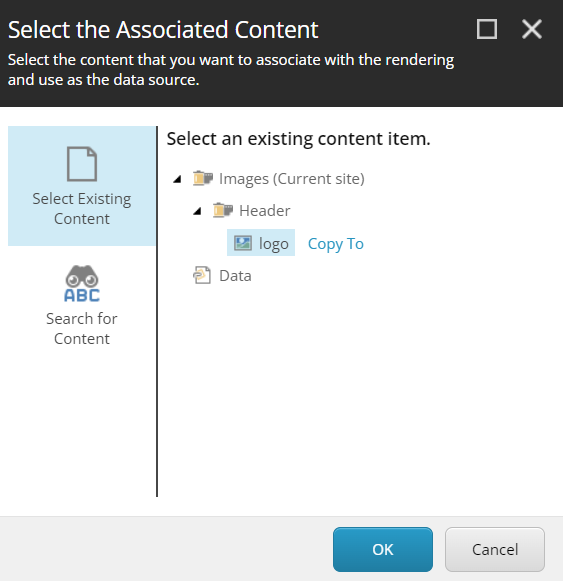 Select the Associated Content
Select the content that you want to associate with the rendering
and use as the data source.
Select Existing
Content
ABC
Search for
Content
Select an existing content item.
Images (Current site)
Header
logo Copy To
Data
OK Cancel